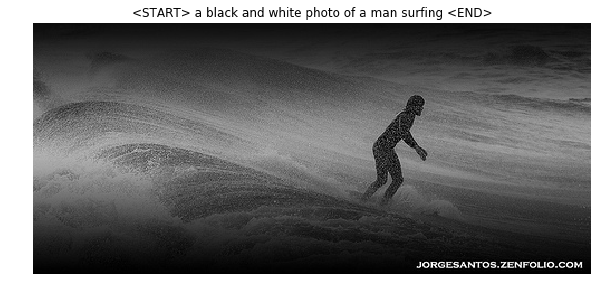 <START> a black and white photo of a man surfing <END>
JORGESANTOS.ZENFOLIO.COM